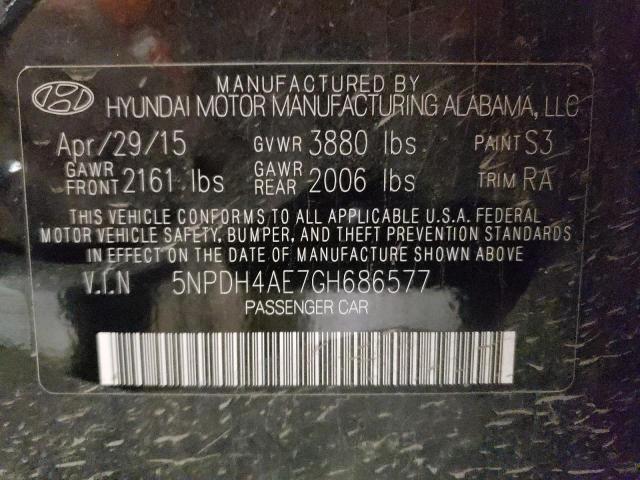 MANUFACTURED BY
HYUNDAI MOTOR MANUFACTURING ALABAMA, LLC
Apr/29/15 GVWR 3880 lbs PAINT S3
GAWR FRONT 2161 lbs GAWR REAR 2006 lbs TRIM RA
THIS VEHICLE CONFORMS TO ALL APPLICABLE U.S.A. FEDERAL
MOTOR VEHICLE SAFETY, BUMPER, AND THEFT PREVENTION STANDARDS
IN EFFECT ON THE DATE OF MANUFACTURE SHOWN ABOVE
V.I.N 5NPDH4AE7GH686577
PASSENGER CAR